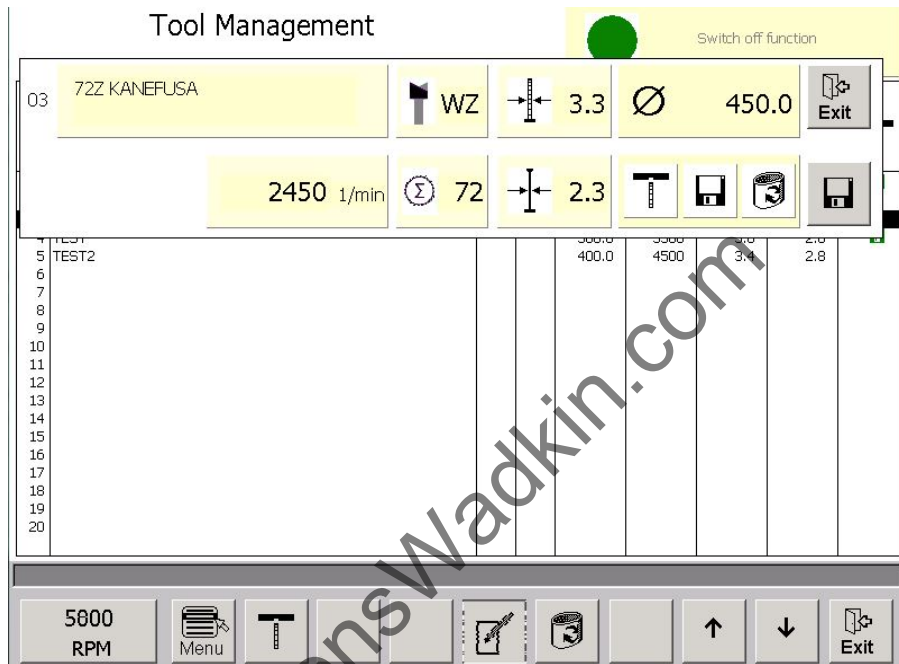 Tool Management
Switch off function
03 72Z KANEFUSA WZ 3.3 Ø 450.0 Exit
2450 1/min Σ 72 2.3
5 TEST2 400.0 4500 3.4 2.8
6
7
8
9
10
11
12
13
14
15
16
17
18
19
20
5800
RPM
Menu
Exit